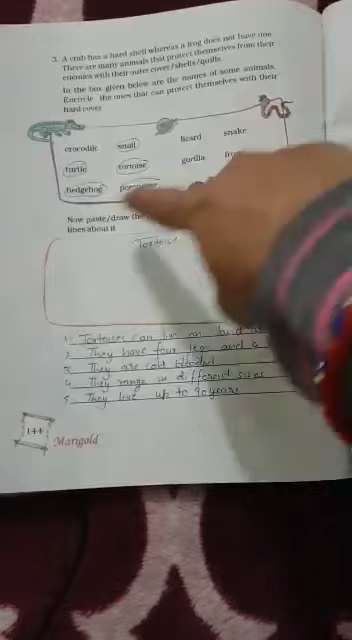 3. A crab has a hard shell whereas a frog does not have one.
There are many animals that protect themselves from their
enemies with their outer cover/shells/quills.
In the box given below are the names of some animals.
Encircle the ones that can protect themselves with their
hard cover.
crocodile snail lizard snake
turtle tortoise gorilla
hedgehog
Now paste/draw the
lines about it
Tortoise
1. Tortoises can live on land
2. They have four legs and a
3. They are cold blooded
4. They range in different sizes
5. They live up to 90 years
144
Marigold